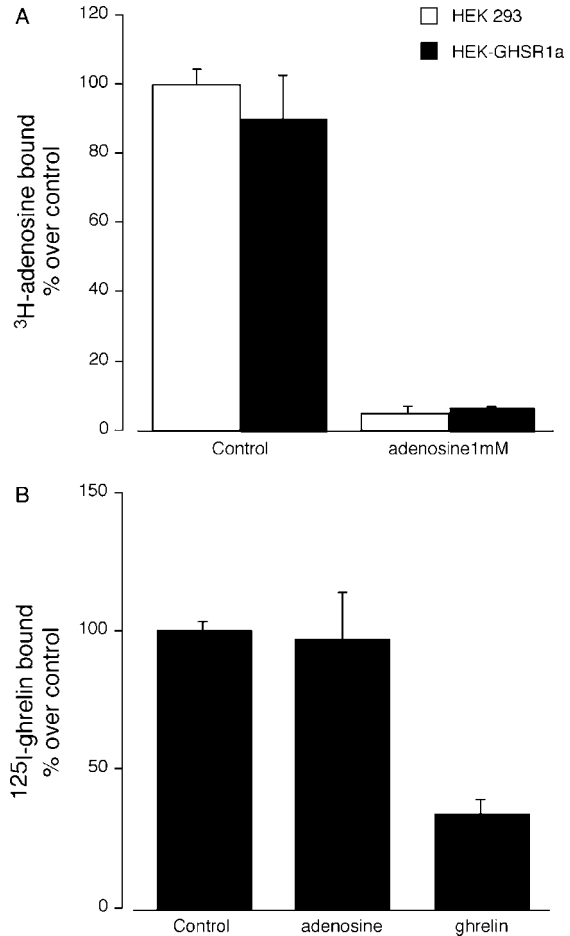 A
HEK 293
HEK-GHSR1a
³H-adenosine bound
% over control
120
100
80
60
40
20
0
Control
adenosine1mM
B
¹²⁵I-ghrelin bound
% over control
150
100
50
0
Control
adenosine
ghrelin